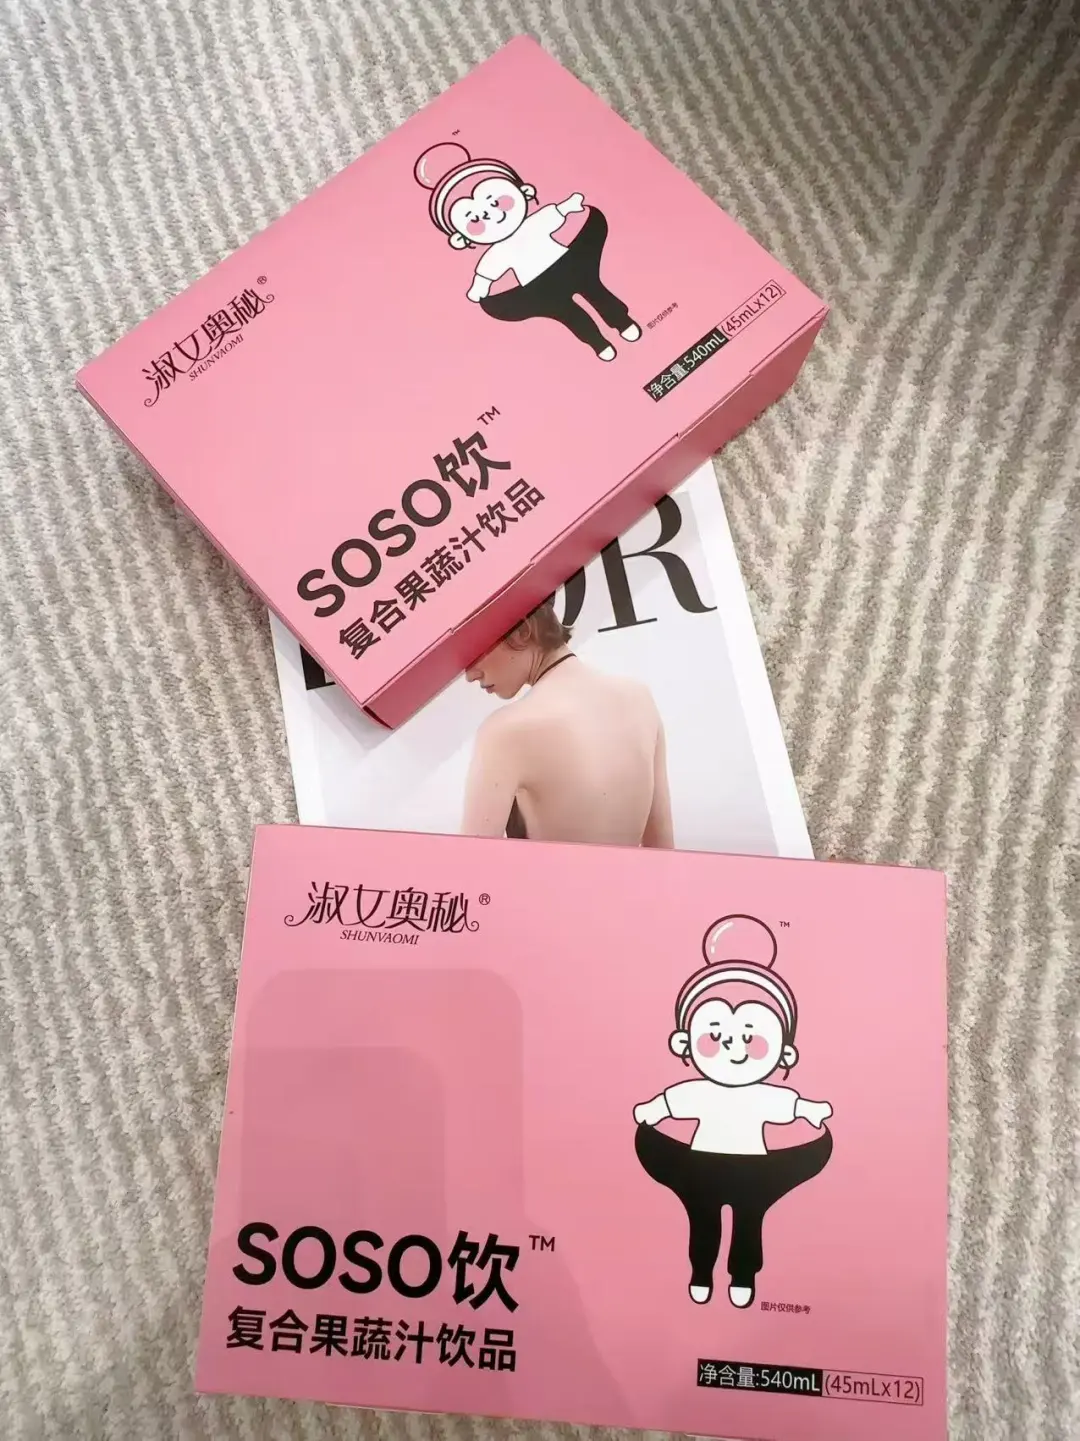 ™
淑女奥秘®
SHUNVAOMI
图片仅供参考
净含量:540mL(45mLx12)
SOSO饮™
复合果蔬汁饮品
OR
淑女奥秘®
SHUNVAOMI
™
SOSO饮™
复合果蔬汁饮品
图片仅供参考
净含量:540mL(45mLx12)